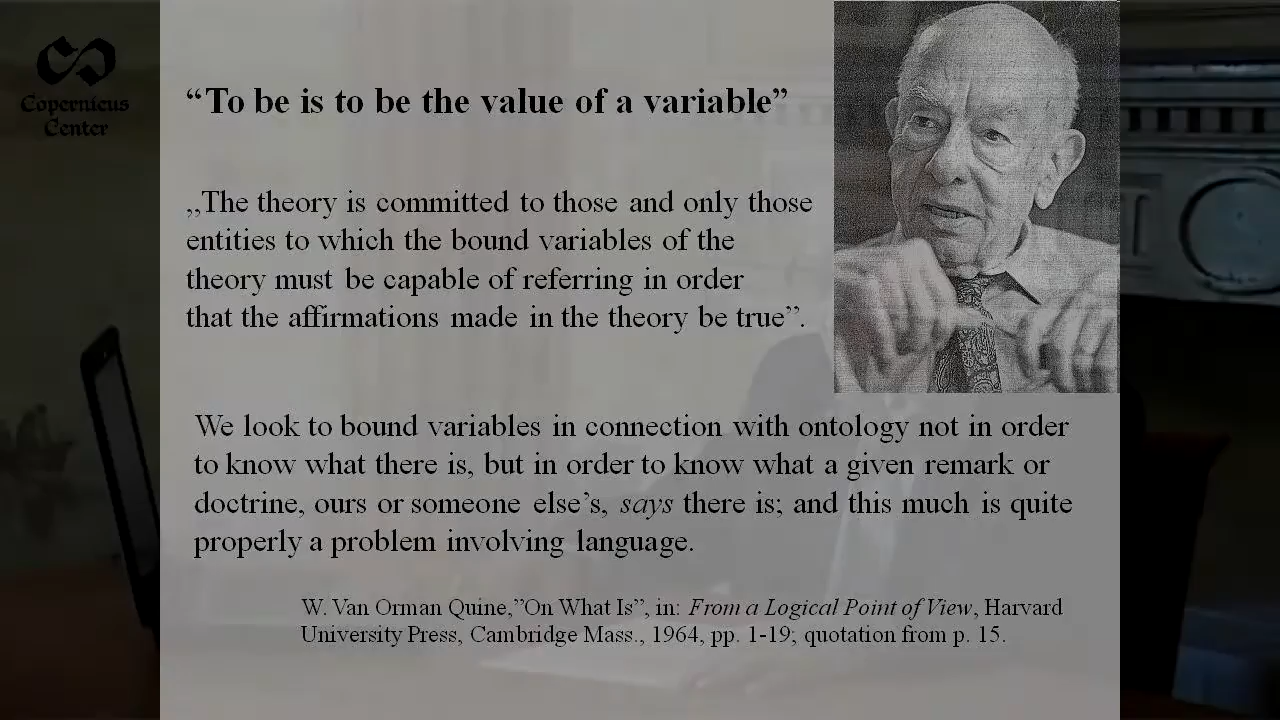 Copernicus
Center
“To be is to be the value of a variable”
,,The theory is committed to those and only those
entities to which the bound variables of the
theory must be capable of referring in order
that the affirmations made in the theory be true”.
We look to bound variables in connection with ontology not in order
to know what there is, but in order to know what a given remark or
doctrine, ours or someone else’s, says there is; and this much is quite
properly a problem involving language.
W. Van Orman Quine,”On What Is”, in: From a Logical Point of View, Harvard
University Press, Cambridge Mass., 1964, pp. 1-19; quotation from p. 15.